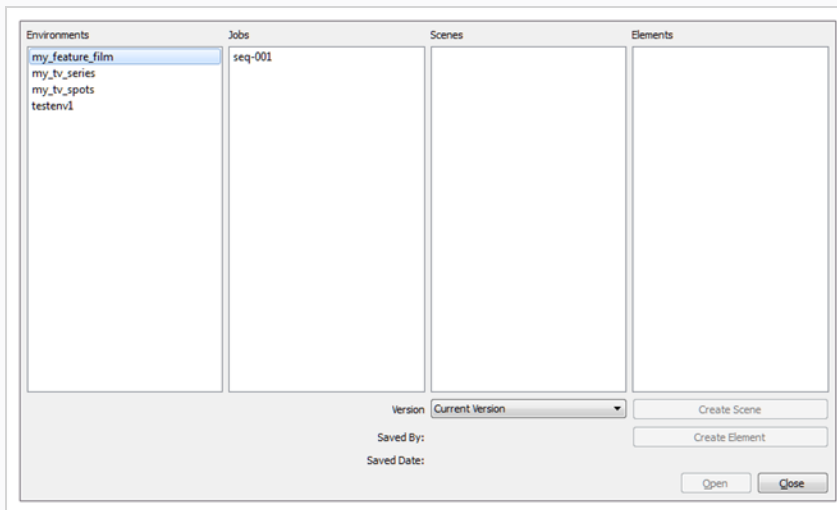 Environments Jobs Scenes Elements
my_feature_film seq-001
my_tv_series
my_tv_spots
testenv1
Version Current Version Create Scene
Saved By: Create Element
Saved Date:
Open Close